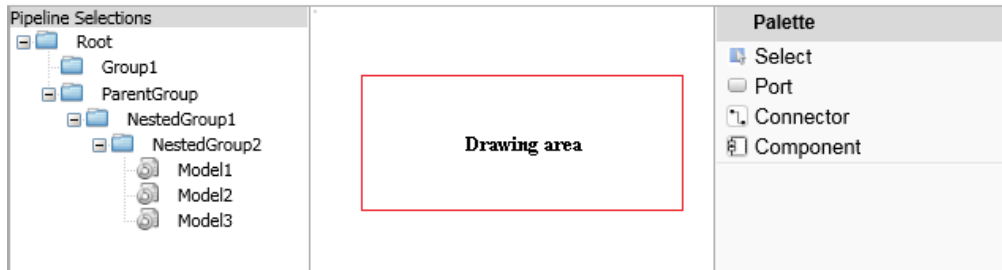 Pipeline Selections
Root
Group1
ParentGroup
NestedGroup1
NestedGroup2
Model1
Model2
Model3
Drawing area
Palette
Select
Port
Connector
Component